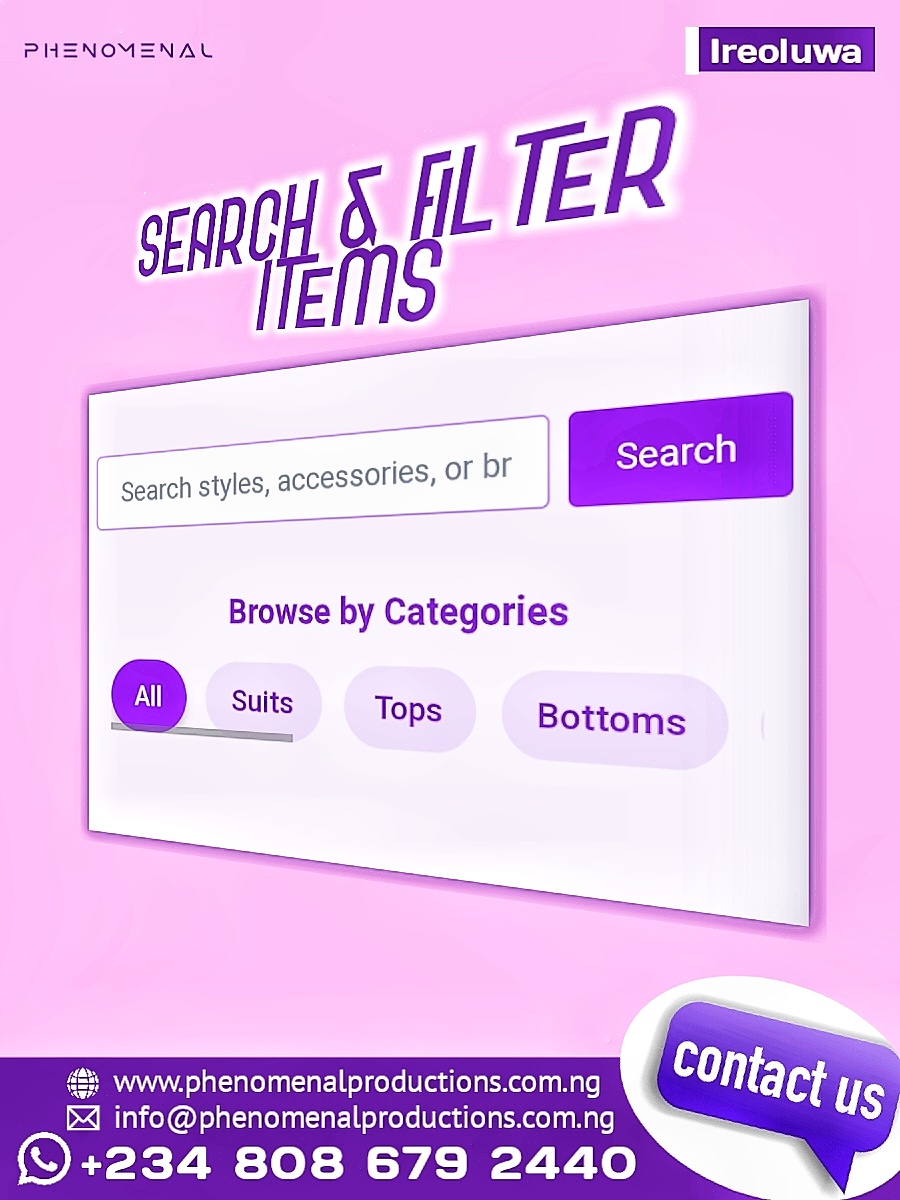 PHENOMENAL
Ireoluwa
SEARCH & FILTER
ITEMS
Search styles, accessories, or br
Search
Browse by Categories
All
Suits
Tops
Bottoms
contact us
www.phenomenalproductions.com.ng
info@phenomenalproductions.com.ng
+234 808 679 2440